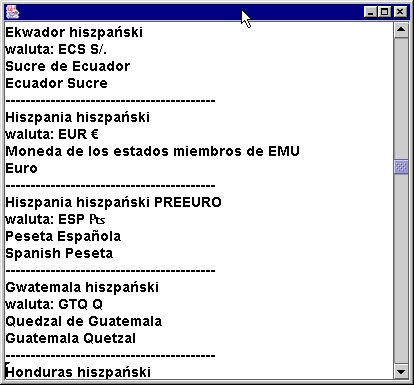 Ekwador hiszpański
waluta: ECS S/.
Sucre de Ecuador
Ecuador Sucre
------------------------------------------
Hiszpania hiszpański
waluta: EUR €
Moneda de los estados miembros de EMU
Euro
------------------------------------------
Hiszpania hiszpański PREEURO
waluta: ESP ₧
Peseta Española
Spanish Peseta
------------------------------------------
Gwatemala hiszpański
waluta: GTQ Q
Quedzal de Guatemala
Guatemala Quetzal
------------------------------------------
Honduras hiszpański